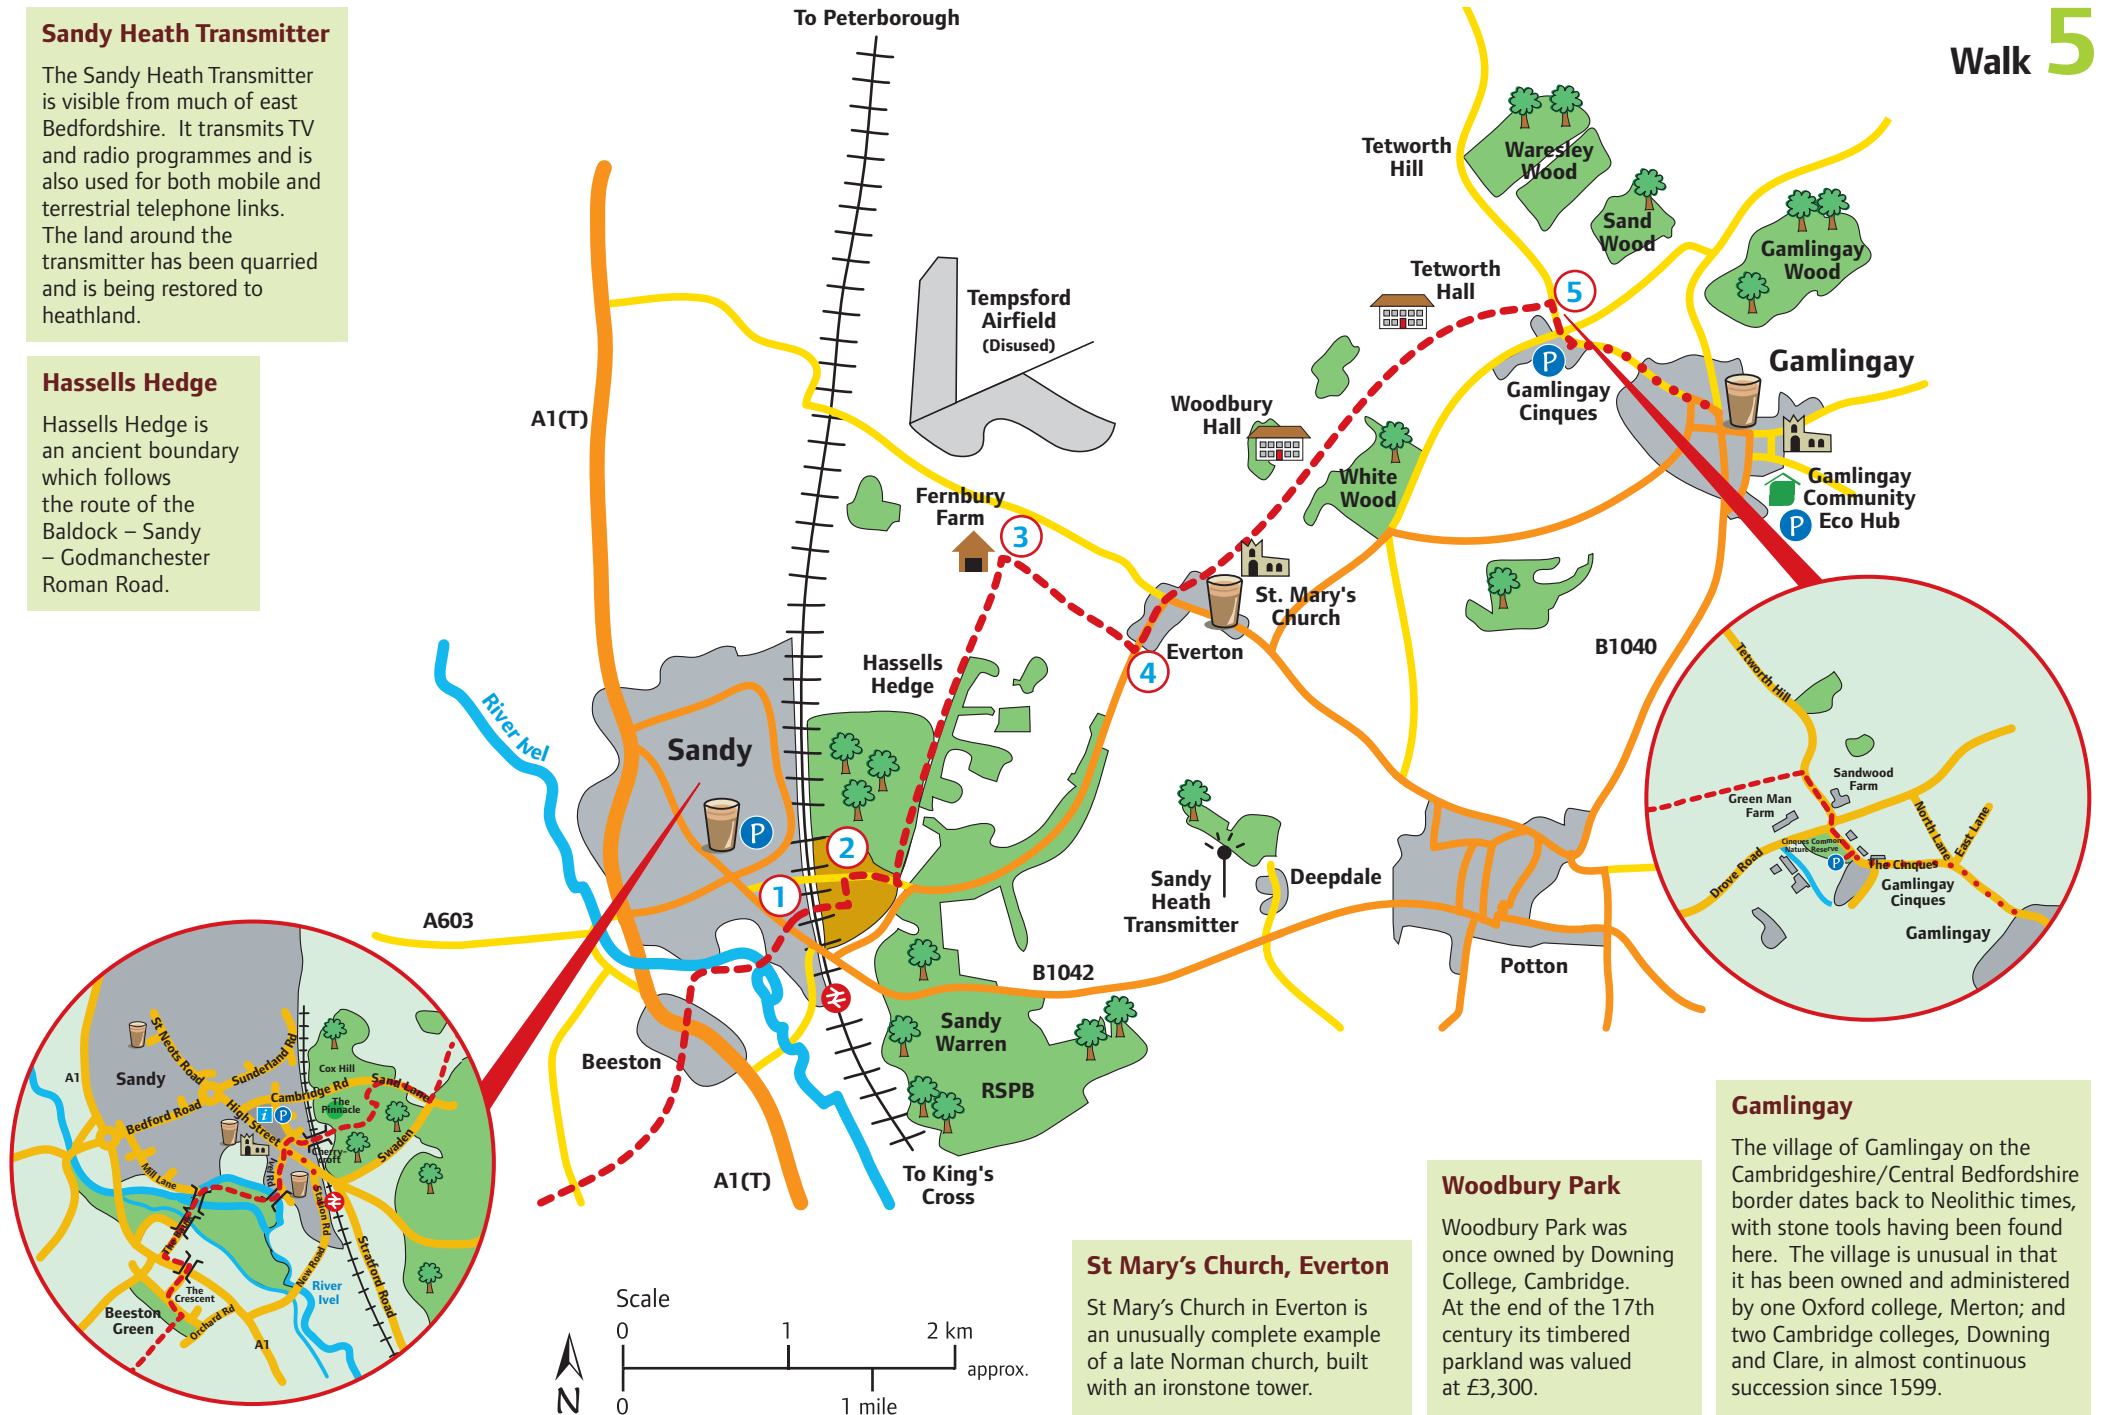 Walk 5
Sandy Heath Transmitter
The Sandy Heath Transmitter
is visible from much of east
Bedfordshire.  It transmits TV
and radio programmes and is
also used for both mobile and
terrestrial telephone links.
The land around the
transmitter has been quarried
and is being restored to
heathland.
Hassells Hedge
Hassells Hedge is
an ancient boundary
which follows
the route of the
Baldock – Sandy
– Godmanchester
Roman Road.
To Peterborough
Tempsford
Airfield
(Disused)
A1(T)
Tetworth
Hill
Waresley
Wood
Sand
Wood
Gamlingay
Wood
Tetworth
Hall
5
P
Gamlingay
Cinques
Gamlingay
Woodbury
Hall
White
Wood
Gamlingay
Community
Eco Hub
P
Fernbury
Farm
3
St. Mary's
Church
Everton
4
B1040
Hassells
Hedge
River Ivel
Sandy
P
2
1
A603
Sandy
Heath
Transmitter
Deepdale
B1042
Potton
Beeston
Sandy
Warren
RSPB
A1(T)
To King's
Cross
Tetworth Hill
Sandwood
Farm
Green Man
Farm
Cinques Common
Nature Reserve
P
North Lane
East Lane
Drove Road
The Cinques
Gamlingay
Cinques
Gamlingay
St Neots Road
Sunderland Rd
A1
Sandy
Cox Hill
Cambridge Rd
Sand Lane
The
Pinnacle
i
P
Bedford Road
High Street
Cherry-
croft
Swaden
Mill Lane
Ivel Rd
Station Rd
The Baulk
New Road
Stratford Road
The
Crescent
River
Ivel
Beeston
Green
Orchard Rd
A1
Scale
0
1
2 km
approx.
0
1 mile
N
St Mary’s Church, Everton
St Mary’s Church in Everton is
an unusually complete example
of a late Norman church, built
with an ironstone tower.
Woodbury Park
Woodbury Park was
once owned by Downing
College, Cambridge.
At the end of the 17th
century its timbered
parkland was valued
at £3,300.
Gamlingay
The village of Gamlingay on the
Cambridgeshire/Central Bedfordshire
border dates back to Neolithic times,
with stone tools having been found
here.  The village is unusual in that
it has been owned and administered
by one Oxford college, Merton; and
two Cambridge colleges, Downing
and Clare, in almost continuous
succession since 1599.